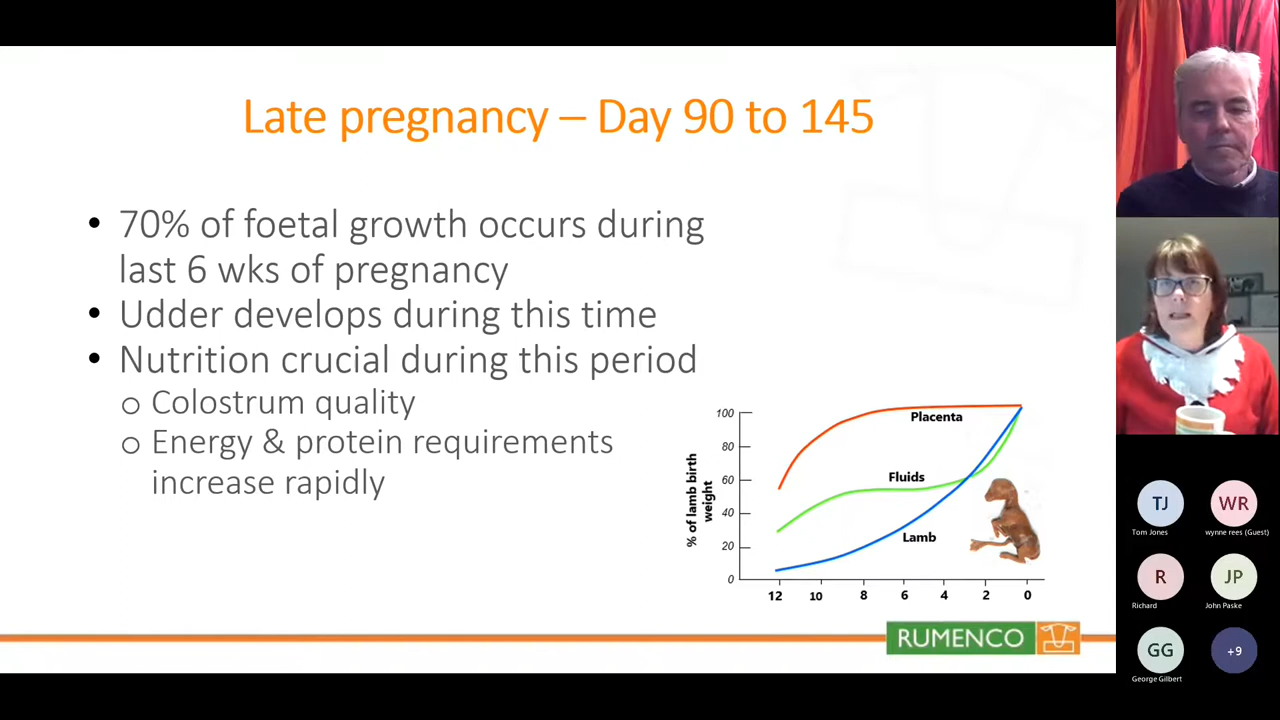 Late pregnancy – Day 90 to 145
• 70% of foetal growth occurs during
last 6 wks of pregnancy
• Udder develops during this time
• Nutrition crucial during this period
o Colostrum quality
o Energy & protein requirements
increase rapidly
% of lamb birth
weight
100
80
60
40
20
0
Placenta
Fluids
Lamb
12 10 8 6 4 2 0
RUMENCO
TJ
Tom Jones
WR
wynne rees (Guest)
R
Richard
JP
John Paske
GG
George Gilbert
+9